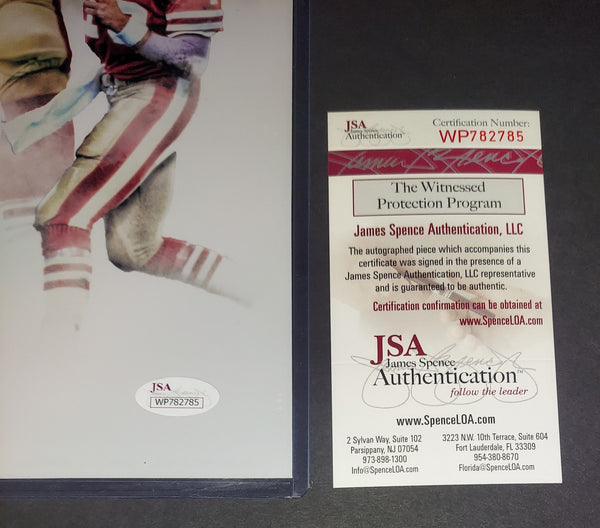 JSA
WP782785
JSA
James Spence
Authentication™
Certification Number:
WP782785
The Witnessed
Protection Program
James Spence Authentication, LLC
The autographed piece which accompanies this
certificate was signed in the presence of a
James Spence Authentication, LLC representative
and is guaranteed to be authentic.
Certification confirmation can be obtained at
www.SpenceLOA.com
JSA
James Spence
Authentication™
follow the leader
www.SpenceLOA.com
2 Sylvan Way, Suite 102
Parsippany, NJ 07054
973-898-1300
Info@SpenceLOA.com
3223 N.W. 10th Terrace, Suite 604
Fort Lauderdale, FL 33309
954-380-8670
Florida@SpenceLOA.com